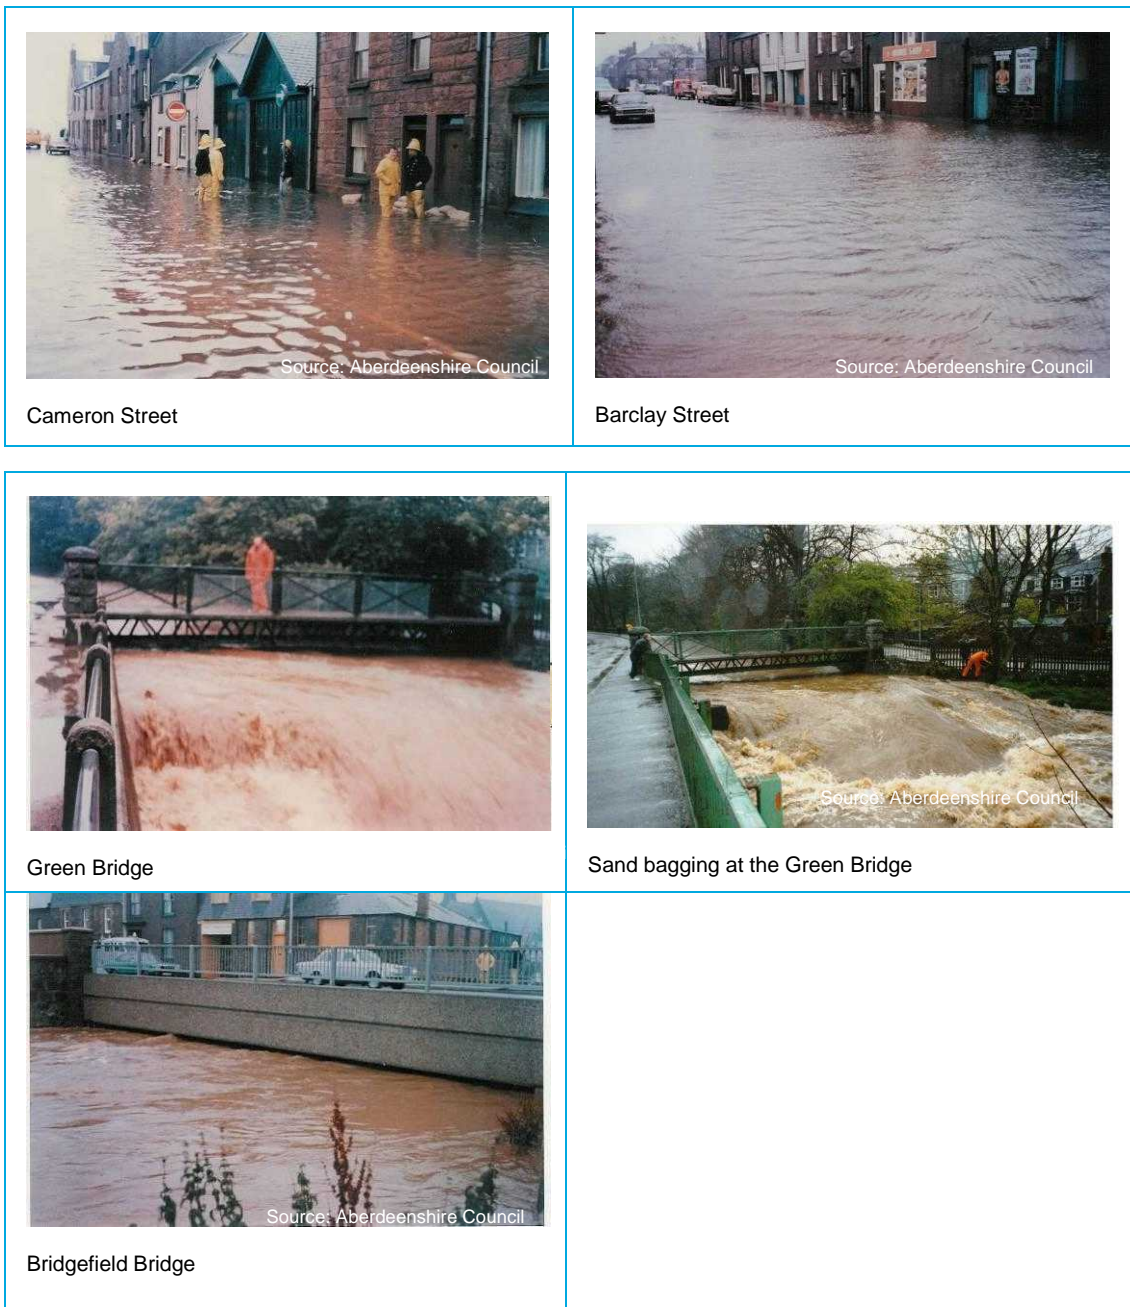 Source: Aberdeenshire Council
Source: Aberdeenshire Council
Cameron Street
Barclay Street
Source: Aberdeenshire Council
Green Bridge
Sand bagging at the Green Bridge
Source: Aberdeenshire Council
Bridgefield Bridge